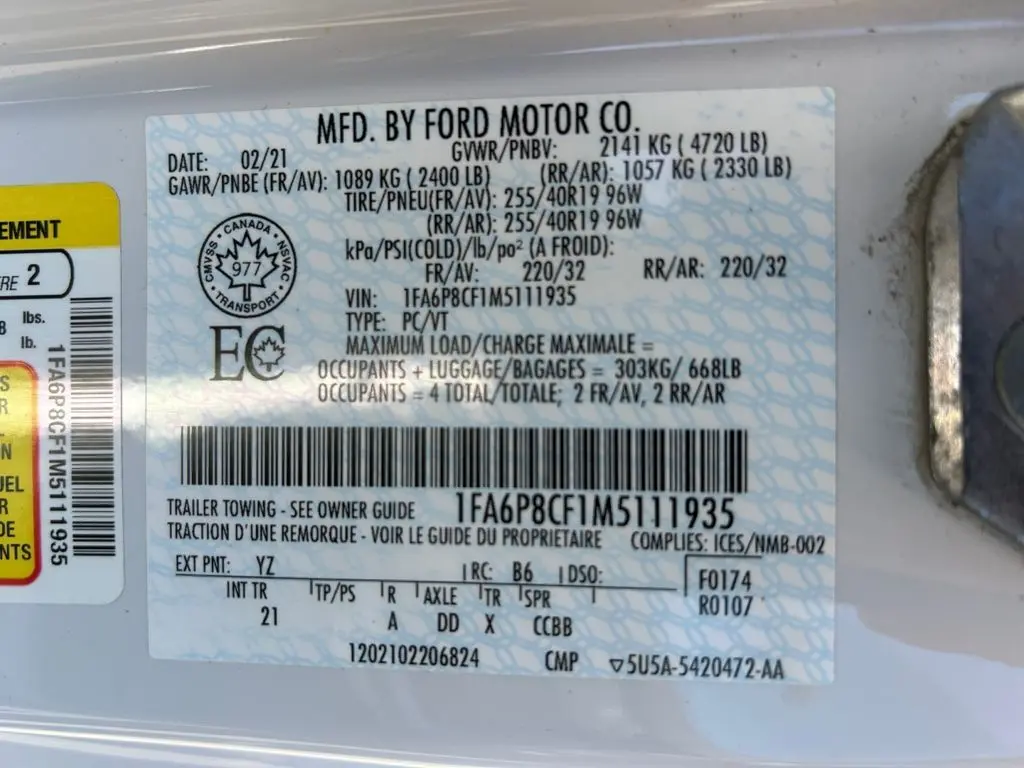 MFD. BY FORD MOTOR CO.
DATE: 02/21 GVWR/PNBV: 2141 KG ( 4720 LB)
GAWR/PNBE (FR/AV): 1089 KG ( 2400 LB) (RR/AR): 1057 KG ( 2330 LB)
TIRE/PNEU(FR/AV): 255/40R19 96W
(RR/AR): 255/40R19 96W
kPa/PSI(COLD)/lb/po² (A FROID):
FR/AV: 220/32 RR/AR: 220/32
VIN: 1FA6P8CF1M5111935
TYPE: PC/VT
MAXIMUM LOAD/CHARGE MAXIMALE =
OCCUPANTS + LUGGAGE/BAGAGES = 303KG/ 668LB
OCCUPANTS = 4 TOTAL/TOTALE; 2 FR/AV, 2 RR/AR
CMVSS · CANADA · NSVAC
977
TRANSPORT
EC
1FA6P8CF1M5111935
TRAILER TOWING - SEE OWNER GUIDE
TRACTION D'UNE REMORQUE - VOIR LE GUIDE DU PROPRIETAIRE COMPLIES: ICES/NMB-002
EXT PNT: YZ RC: B6 DSO: F0174
INT TR TP/PS R AXLE TR SPR R0107
21 A DD X CCBB
1202102206824 CMP ▽5U5A-5420472-AA
EMENT
2
lbs.
lb.
1FA6P8CF1M5111935
UEL
DE
NTS